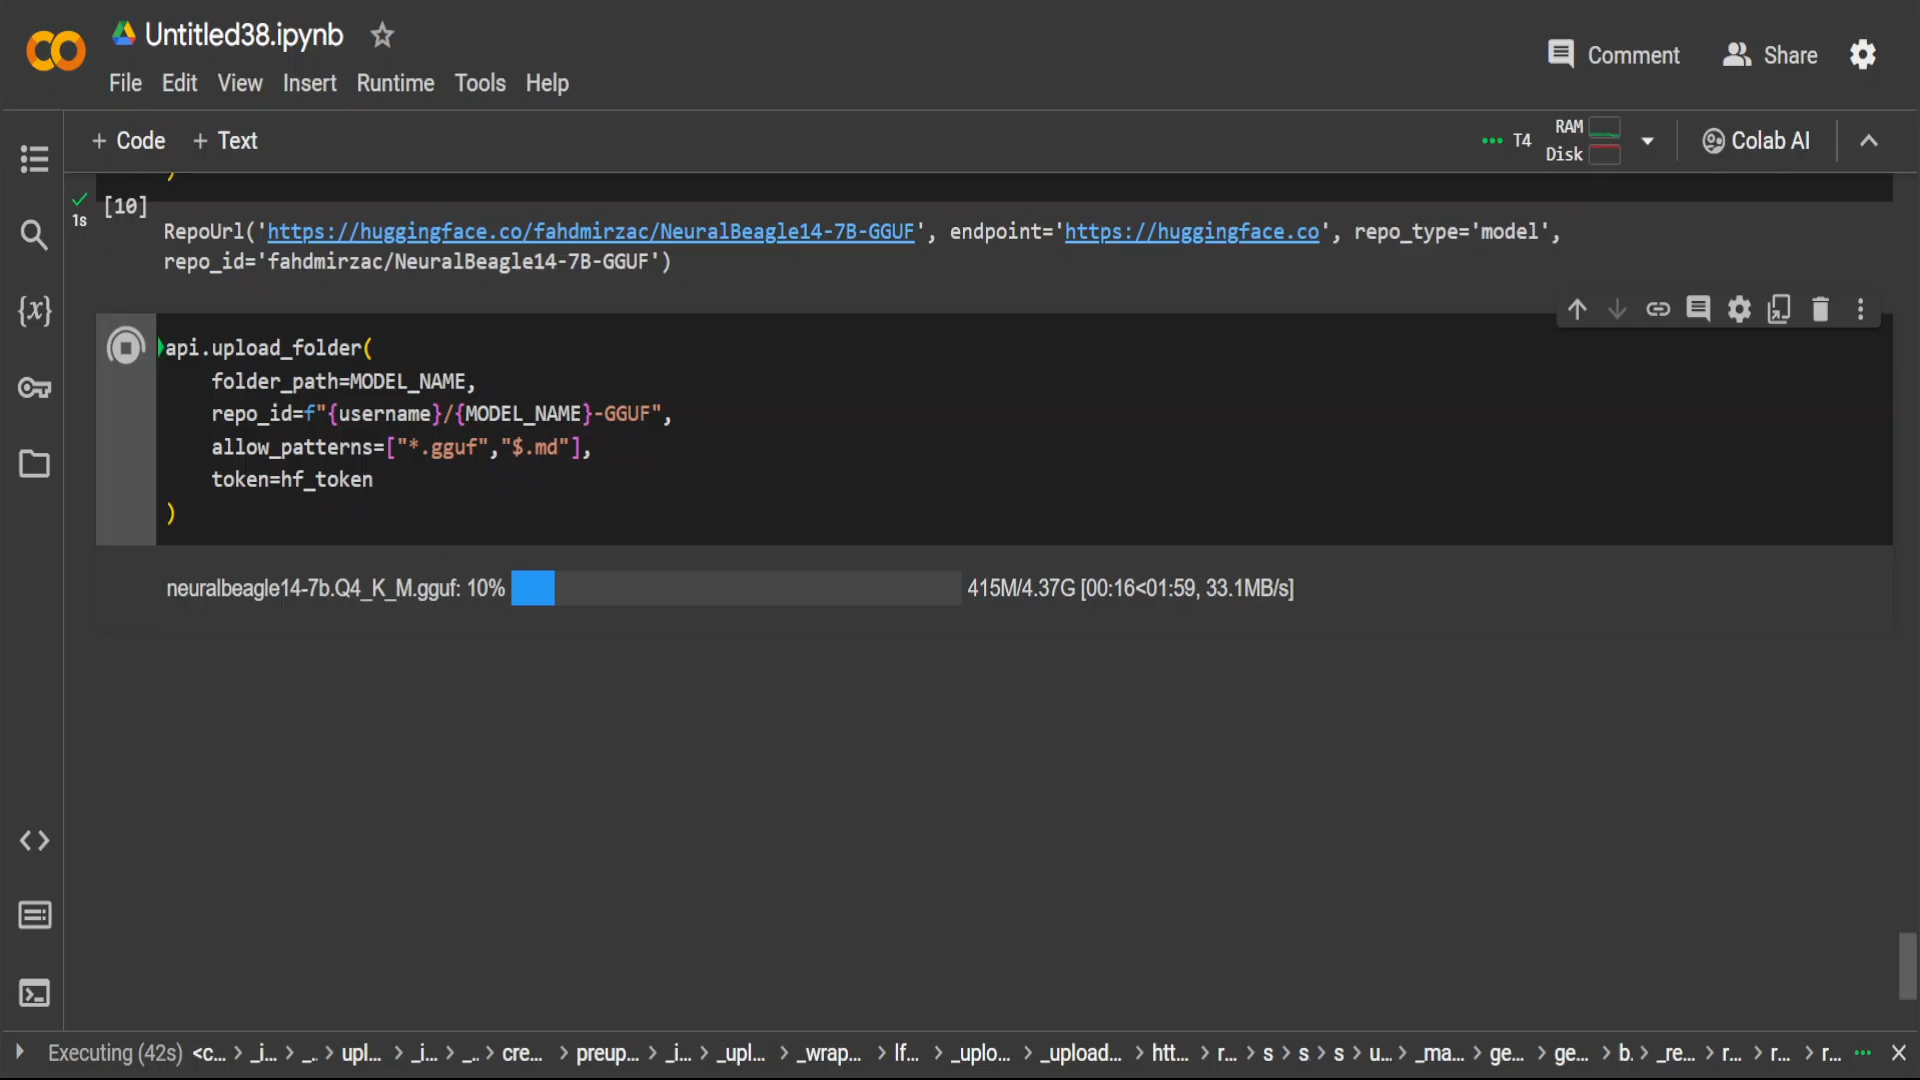 Untitled38.ipynb
File Edit View Insert Runtime Tools Help
Comment Share
+ Code + Text
T4 RAM Disk Colab AI
1s [10]
RepoUrl('https://huggingface.co/fahdmirzac/NeuralBeagle14-7B-GGUF', endpoint='https://huggingface.co', repo_type='model',
repo_id='fahdmirzac/NeuralBeagle14-7B-GGUF')
{x}
api.upload_folder(
folder_path=MODEL_NAME,
repo_id=f"{username}/{MODEL_NAME}-GGUF",
allow_patterns=["*.gguf","$.md"],
token=hf_token
)
neuralbeagle14-7b.Q4_K_M.gguf: 10% 415M/4.37G [00:16<01:59, 33.1MB/s]
Executing (42s) <c... > _i... > _.. > upl... > _i... > _.. > cre... > preup... > _i... > _upl... > _wrap... > lf... > _uplo... > _upload... > htt... > r... > s > s > s > u... > _ma... > ge... > ge... > b. > _re... > r... > r... > r...